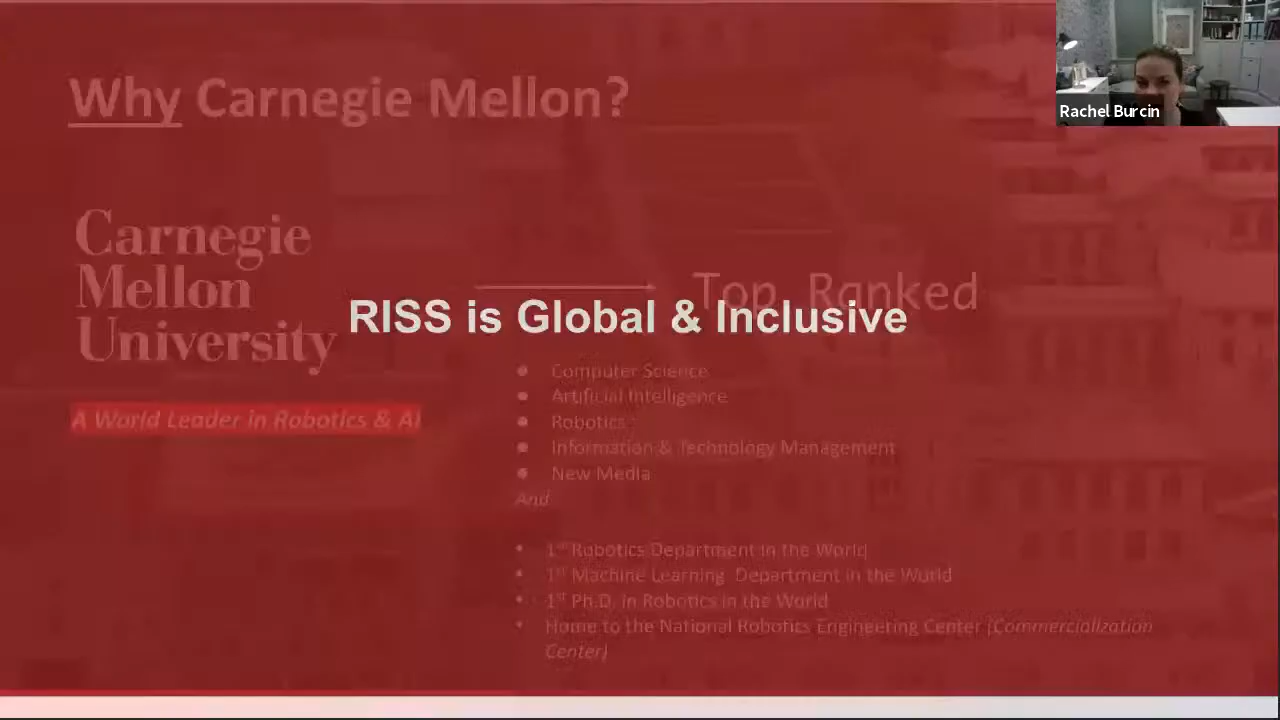 Why Carnegie Mellon?
Rachel Burcin
Carnegie
Mellon
University
A World Leader in Robotics & AI
Top Ranked
RISS is Global & Inclusive
Computer Science
Artificial Intelligence
Robotics
Information & Technology Management
New Media
And
1st Robotics Department in the World
1st Machine Learning Department in the World
1st Ph.D. in Robotics in the World
Home to the National Robotics Engineering Center (Commercialization
Center)